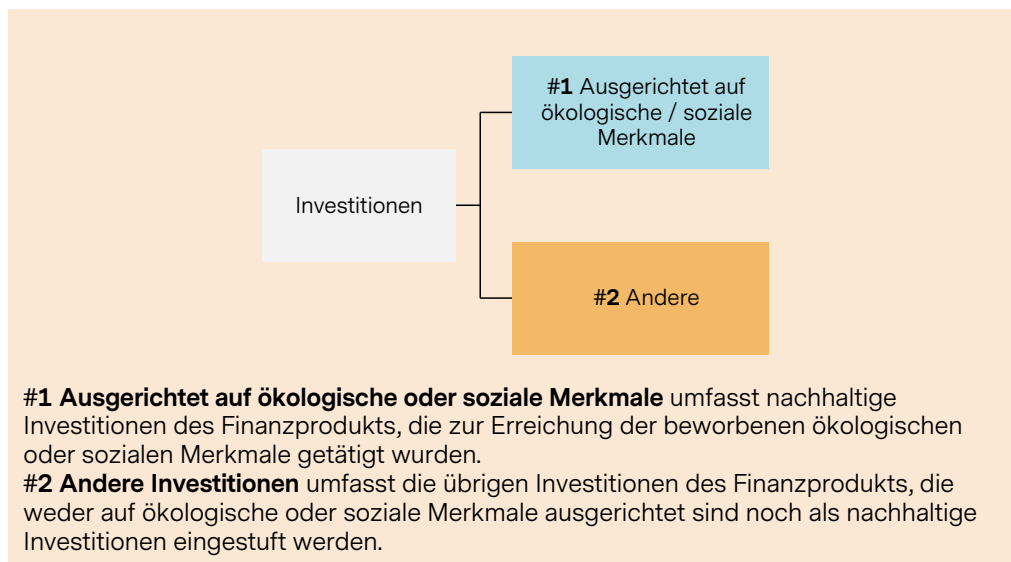 #1 Ausgerichtet auf
ökologische / soziale
Merkmale
Investitionen
#2 Andere
#1 Ausgerichtet auf ökologische oder soziale Merkmale umfasst nachhaltige
Investitionen des Finanzprodukts, die zur Erreichung der beworbenen ökologischen
oder sozialen Merkmale getätigt wurden.
#2 Andere Investitionen umfasst die übrigen Investitionen des Finanzprodukts, die
weder auf ökologische oder soziale Merkmale ausgerichtet sind noch als nachhaltige
Investitionen eingestuft werden.